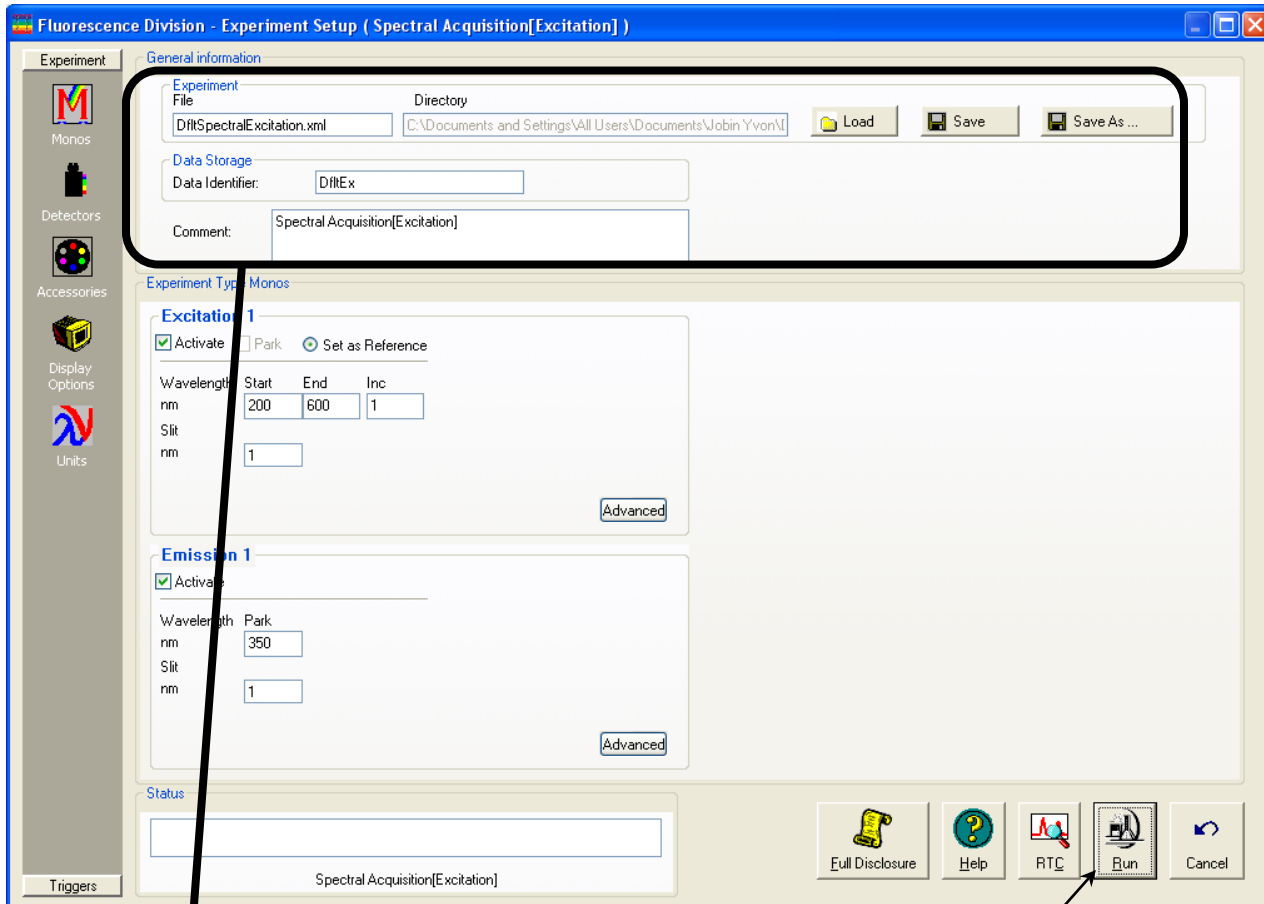 Fluorescence Division - Experiment Setup ( Spectral Acquisition[Excitation] )
Experiment
Monos
Detectors
Accessories
Display
Options
Units
Triggers
General information
Experiment
File Directory
DfltSpectralExcitation.xml C:\Documents and Settings\All Users\Documents\Jobin Yvon\
Load Save Save As ...
Data Storage
Data Identifier: DfltEx
Comment: Spectral Acquisition[Excitation]
Experiment Type Monos
Excitation 1
Activate Park Set as Reference
Wavelength Start End Inc
nm 200 600 1
Slit
nm 1
Advanced
Emission 1
Activate
Wavelength Park
nm 350
Slit
nm 1
Advanced
Status
Spectral Acquisition[Excitation]
Full Disclosure Help RTC Run Cancel